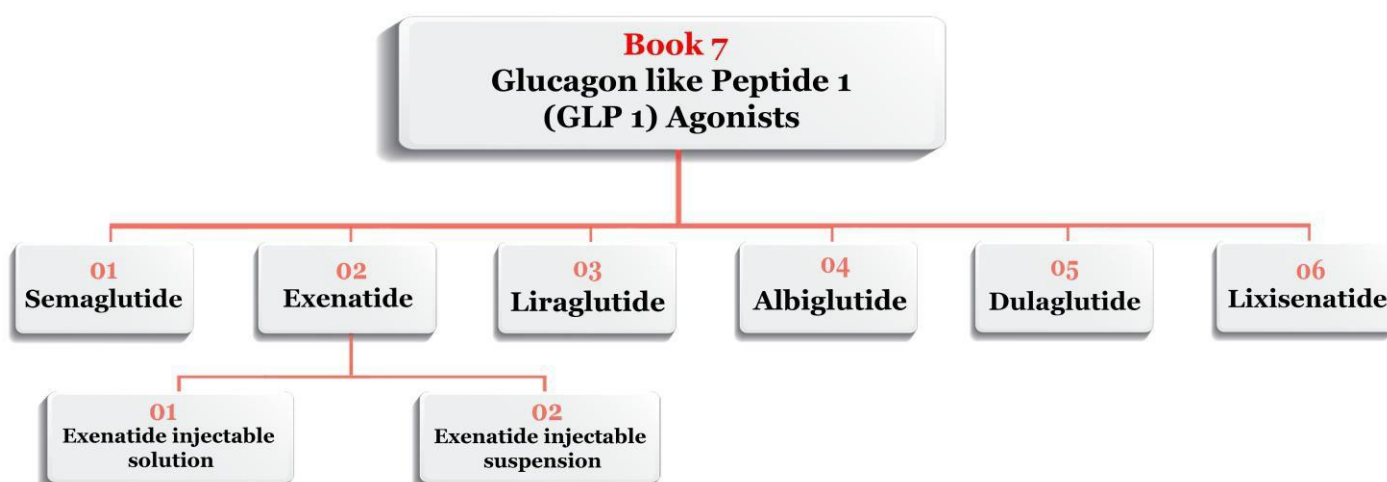 Book 7
Glucagon like Peptide 1
(GLP 1) Agonists
01
Semaglutide
02
Exenatide
03
Liraglutide
04
Albiglutide
05
Dulaglutide
06
Lixisenatide
01
Exenatide injectable
solution
02
Exenatide injectable
suspension